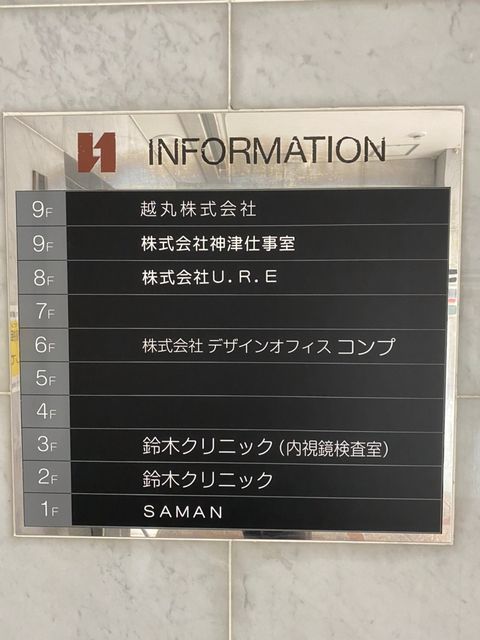 INFORMATION
9F 越丸株式会社
9F 株式会社神津仕事室
8F 株式会社U.R.E
7F
6F 株式会社 デザインオフィス コンプ
5F
4F
3F 鈴木クリニック(内視鏡検査室)
2F 鈴木クリニック
1F SAMAN